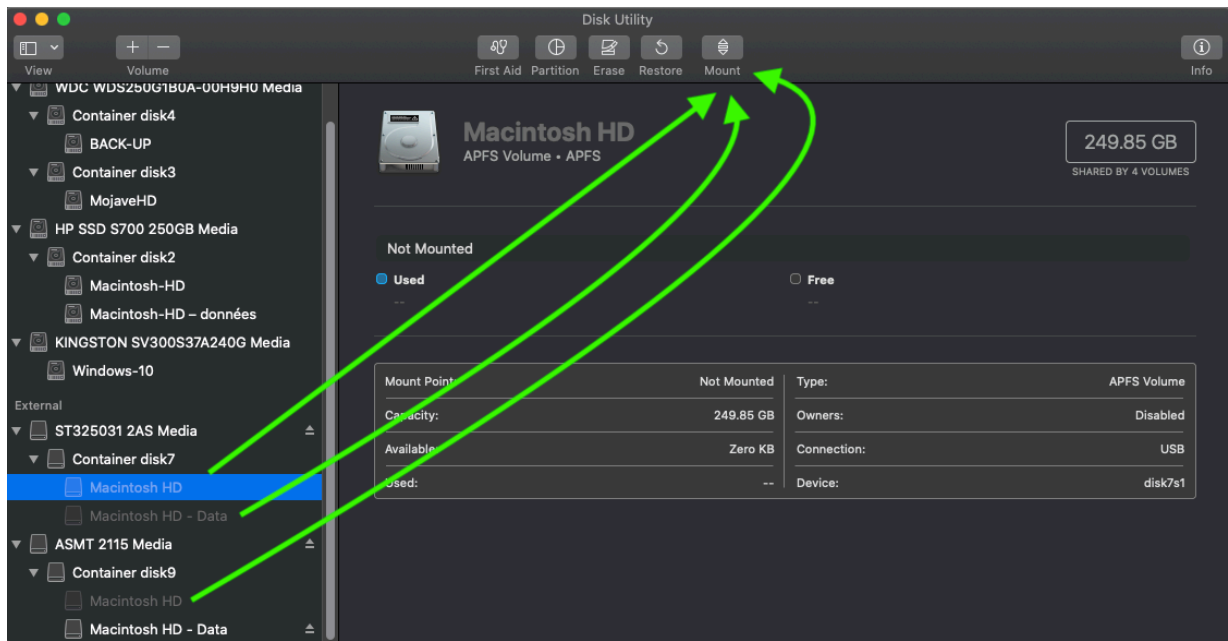 Disk Utility
View
Volume
First Aid
Partition
Erase
Restore
Mount
Info
WDC WDS250G1B0A-00H9H0 Media
Container disk4
BACK-UP
Container disk3
MojaveHD
HP SSD S700 250GB Media
Container disk2
Macintosh-HD
Macintosh-HD – données
KINGSTON SV300S37A240G Media
Windows-10
External
ST325031 2AS Media
Container disk7
Macintosh HD
Macintosh HD - Data
ASMT 2115 Media
Container disk9
Macintosh HD
Macintosh HD - Data
Macintosh HD
APFS Volume • APFS
249.85 GB
SHARED BY 4 VOLUMES
Not Mounted
Used
--
Free
--
Mount Point:
Not Mounted
Type:
APFS Volume
Capacity:
249.85 GB
Owners:
Disabled
Available:
Zero KB
Connection:
USB
Used:
--
Device:
disk7s1